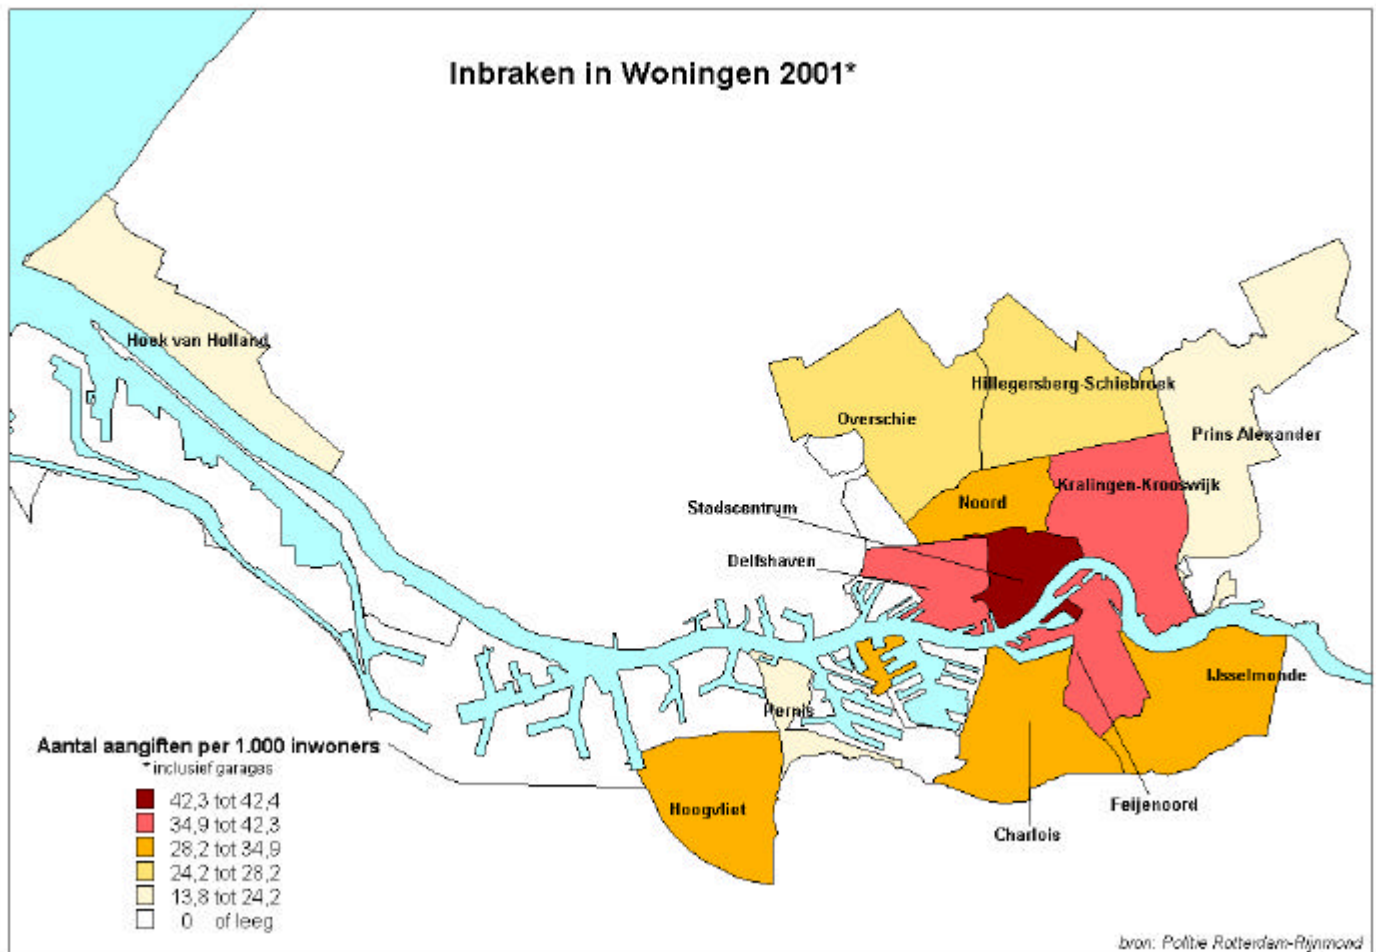 Inbraken in Woningen 2001*
Hoek van Holland
Hillegersberg-Schiebroek
Overschie
Prins Alexander
Kralingen-Krooswijk
Noord
Stadscentrum
Delfshaven
IJsselmonde
Pernis
Hoogvliet
Feijenoord
Charlois
Aantal aangiften per 1.000 inwoners
* inclusief garages
42,3 tot 42,4
34,9 tot 42,3
28,2 tot 34,9
24,2 tot 28,2
13,8 tot 24,2
0 of leeg
bron: Politie Rotterdam-Rijnmond